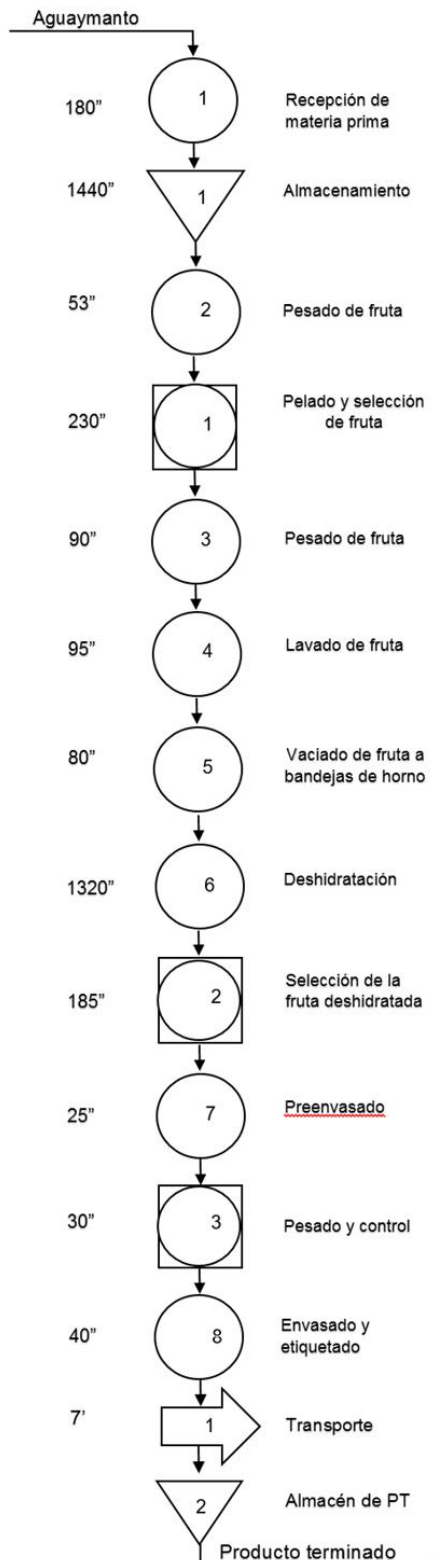 Aguaymanto
180” 1 Recepción de
materia prima
1440” 1 Almacenamiento
53” 2 Pesado de fruta
230” 1 Pelado y selección
de fruta
90” 3 Pesado de fruta
95” 4 Lavado de fruta
80” 5 Vaciado de fruta a
bandejas de horno
1320” 6 Deshidratación
185” 2 Selección de la
fruta deshidratada
25” 7 Preenvasado
30” 3 Pesado y control
40” 8 Envasado y
etiquetado
7’ 1 Transporte
2 Almacén de PT
Producto terminado